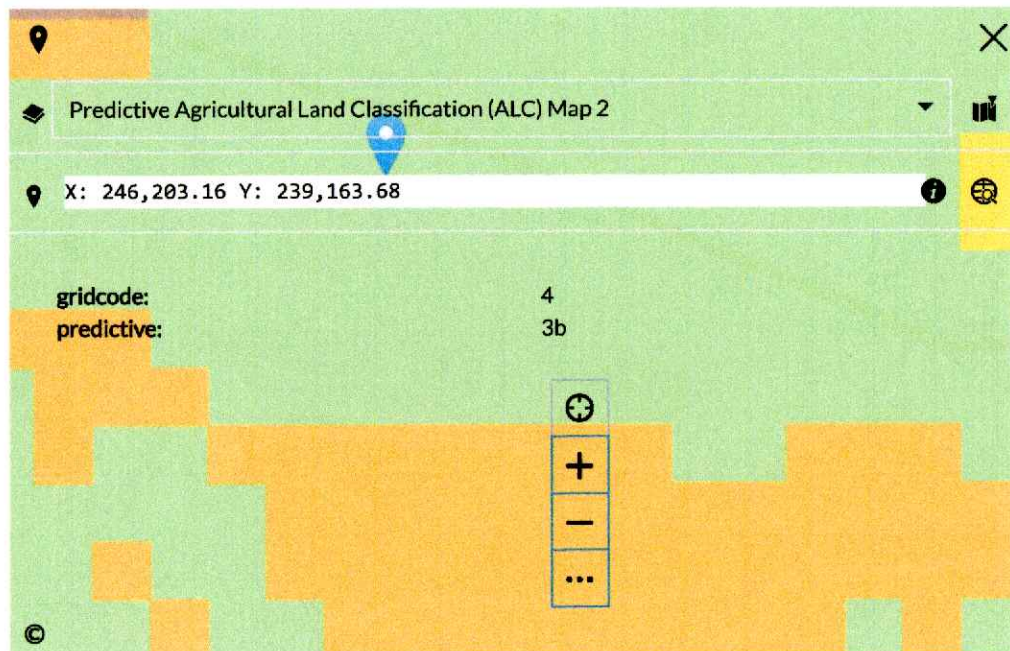 Predictive Agricultural Land Classification (ALC) Map 2
X: 246,203.16 Y: 239,163.68
gridcode: 4
predictive: 3b
©